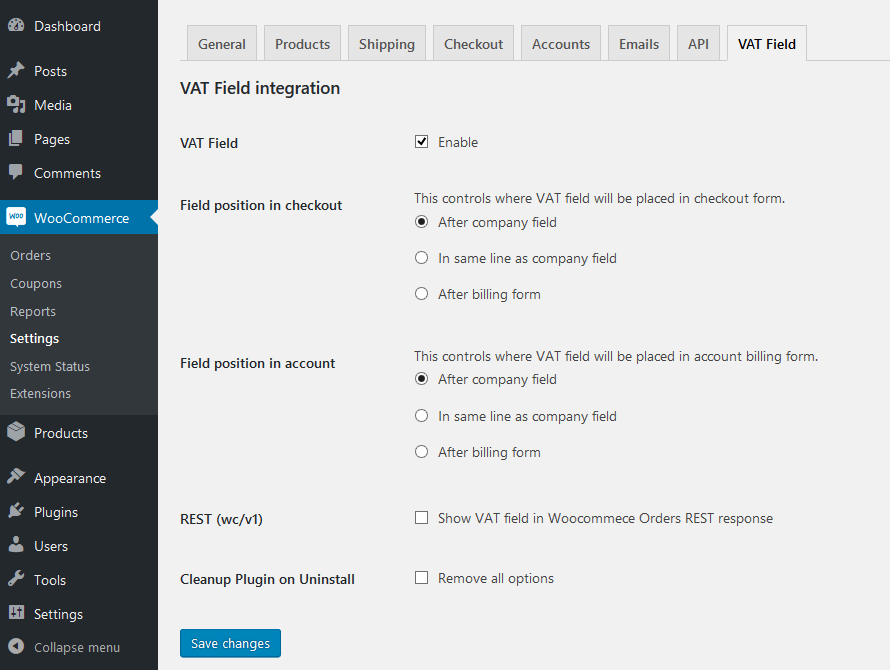 Dashboard
Posts
Media
Pages
Comments
woo WooCommerce
Orders
Coupons
Reports
Settings
System Status
Extensions
Products
Appearance
Plugins
Users
Tools
Settings
Collapse menu
General Products Shipping Checkout Accounts Emails API VAT Field
VAT Field integration
VAT Field Enable
Field position in checkout This controls where VAT field will be placed in checkout form.
After company field
In same line as company field
After billing form
Field position in account This controls where VAT field will be placed in account billing form.
After company field
In same line as company field
After billing form
REST (wc/v1) Show VAT field in Woocommece Orders REST response
Cleanup Plugin on Uninstall Remove all options
Save changes